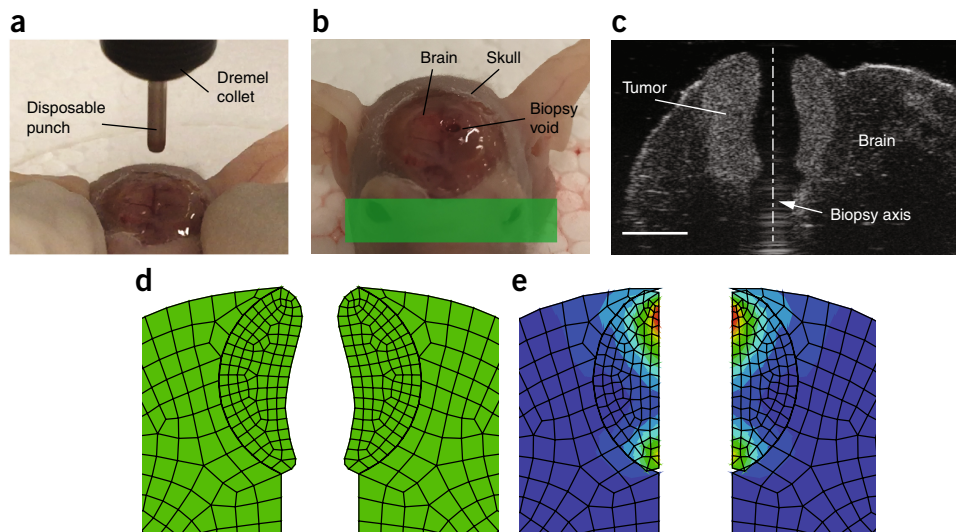 a
Dremel
collet
Disposable
punch
b
Brain
Skull
Biopsy
void
c
Tumor
Brain
Biopsy axis
d
e